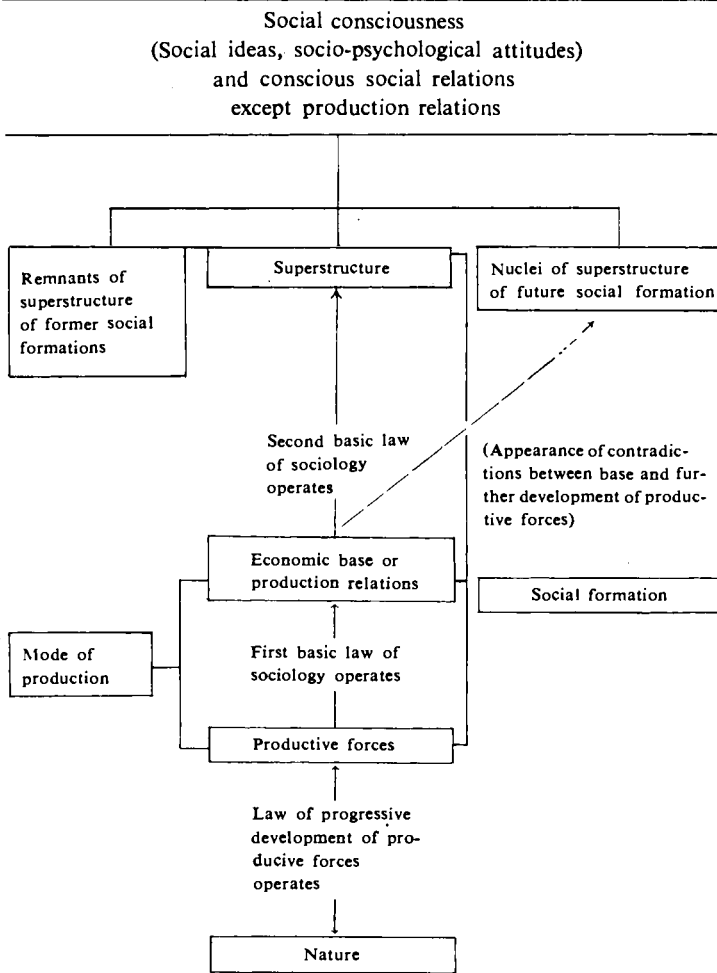 Social consciousness
(Social ideas, socio-psychological attitudes)
and conscious social relations
except production relations
Remnants of
superstructure
of former social
formations
Superstructure
Nuclei of superstructure
of future social formation
Second basic law
of sociology
operates
(Appearance of contradic-
tions between base and fur-
ther development of produc-
tive forces)
Economic base or
production relations
Social formation
Mode of
production
First basic law of
sociology operates
Productive forces
Law of progressive
development of pro-
ducive forces
operates
Nature